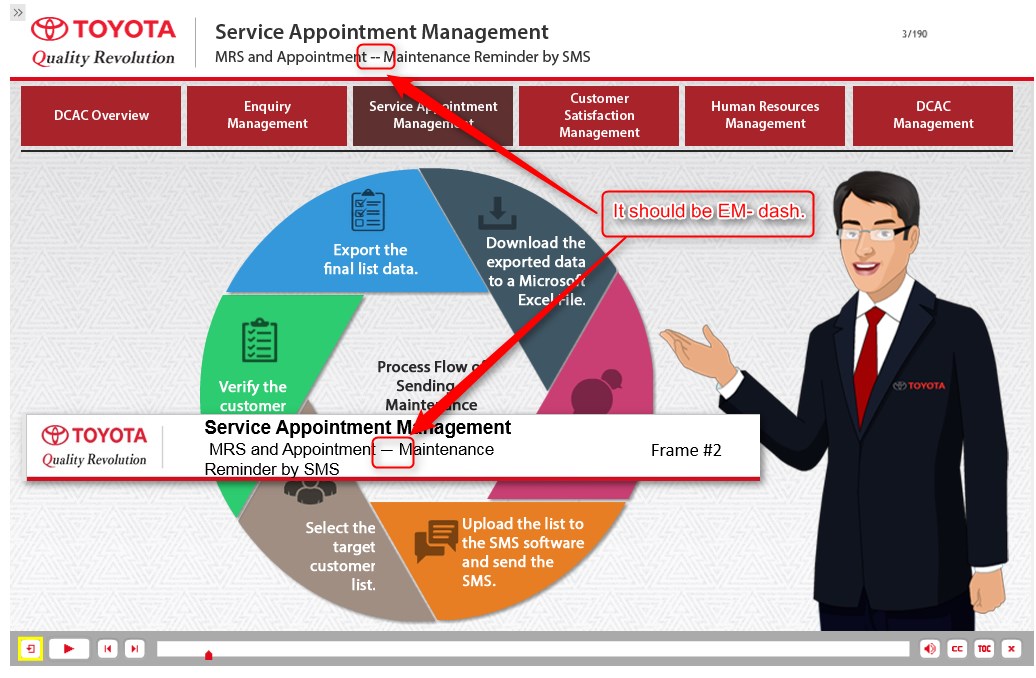 »
TOYOTA
Quality Revolution
Service Appointment Management
MRS and Appointment -- Maintenance Reminder by SMS
3/190
DCAC Overview
Enquiry
Management
Service Appointment
Management
Customer
Satisfaction
Management
Human Resources
Management
DCAC
Management
It should be EM- dash.
Export the
final list data.
Download the
exported data
to a Microsoft
Excel File.
Verify the
customer
Process Flow of
Sending
Maintenance
TOYOTA
TOYOTA
Quality Revolution
Service Appointment Management
MRS and Appointment — Maintenance
Reminder by SMS
Frame #2
Select the
target
customer
list.
Upload the list to
the SMS software
and send the
SMS.
CC
TOC